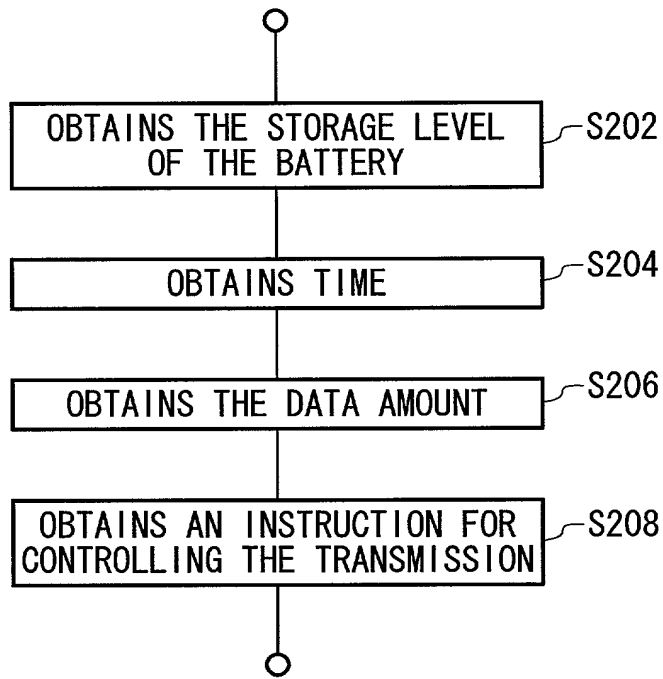 OBTAINS THE STORAGE LEVEL
OF THE BATTERY
S202
OBTAINS TIME
S204
OBTAINS THE DATA AMOUNT
S206
OBTAINS AN INSTRUCTION FOR
CONTROLLING THE TRANSMISSION
S208